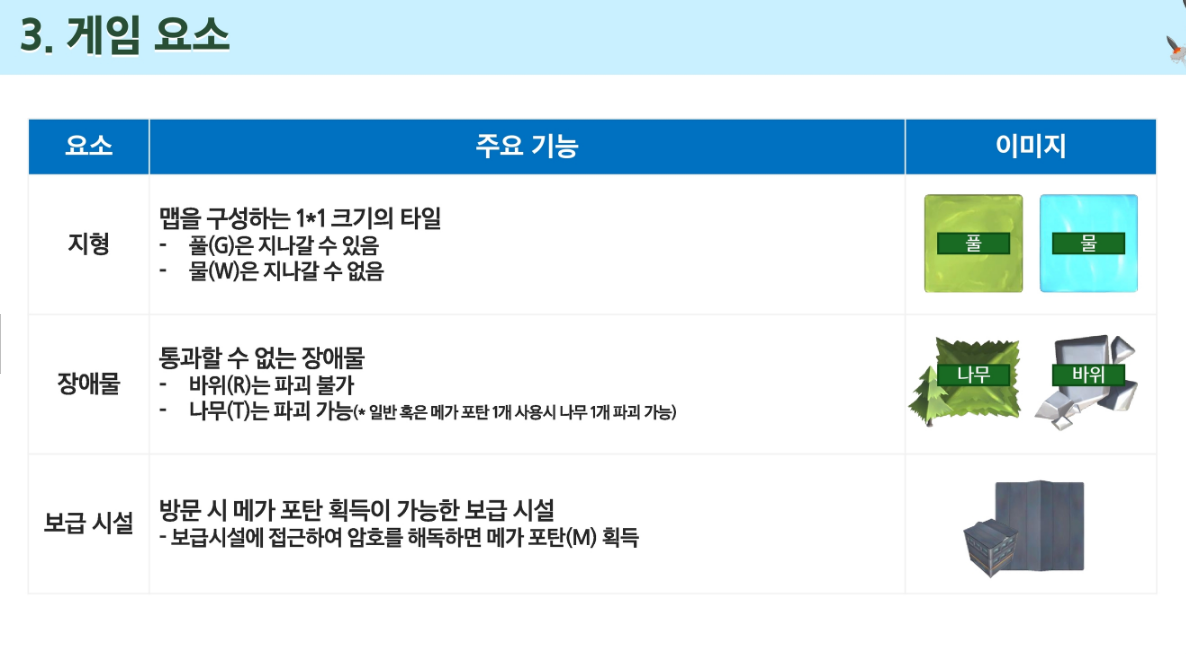 3. 게임 요소
요소
주요 기능
이미지
지형
맵을 구성하는 1*1 크기의 타일
- 풀(G)은 지나갈 수 있음
- 물(W)은 지나갈 수 없음
풀
물
장애물
통과할 수 없는 장애물
- 바위(R)는 파괴 불가
- 나무(T)는 파괴 가능(* 일반 혹은 메가 포탄 1개 사용시 나무 1개 파괴 가능)
나무
바위
보급 시설
방문 시 메가 포탄 획득이 가능한 보급 시설
- 보급시설에 접근하여 암호를 해독하면 메가 포탄(M) 획득